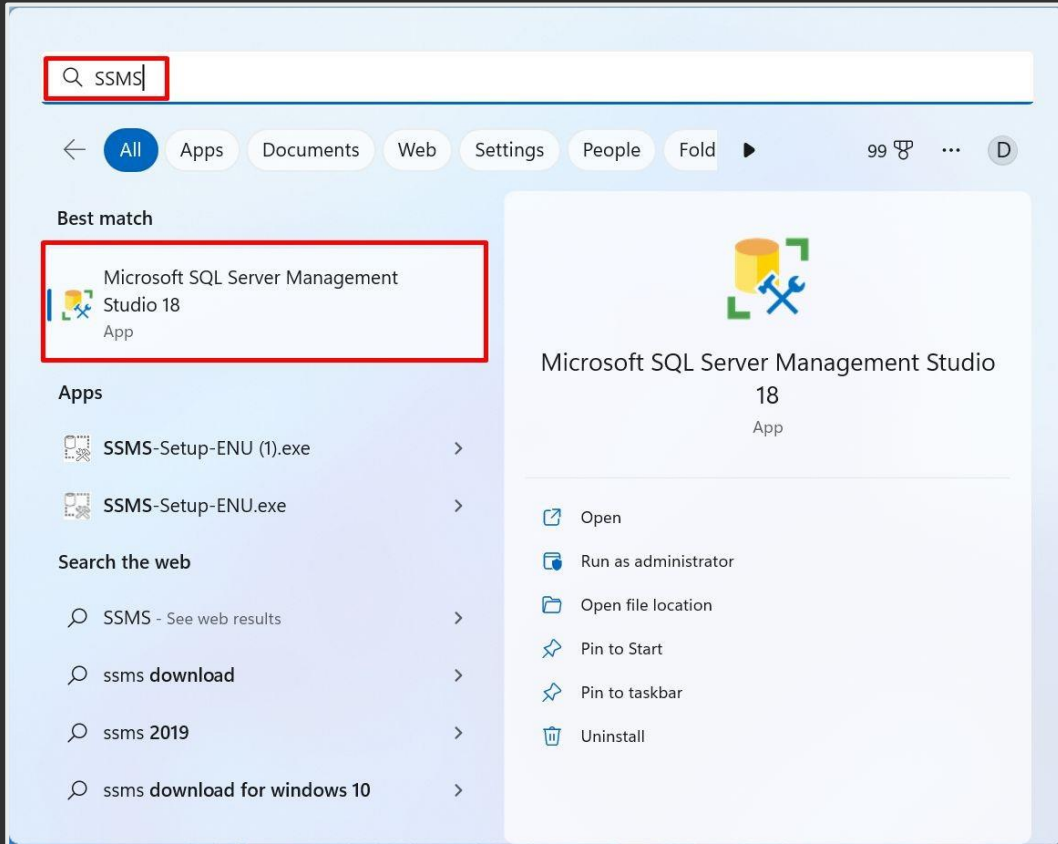 SSMS
All Apps Documents Web Settings People Fold 99 D
Best match
Microsoft SQL Server Management
Studio 18
App
Apps
SSMS-Setup-ENU (1).exe
SSMS-Setup-ENU.exe
Search the web
SSMS - See web results
ssms download
ssms 2019
ssms download for windows 10
Microsoft SQL Server Management Studio
18
App
Open
Run as administrator
Open file location
Pin to Start
Pin to taskbar
Uninstall